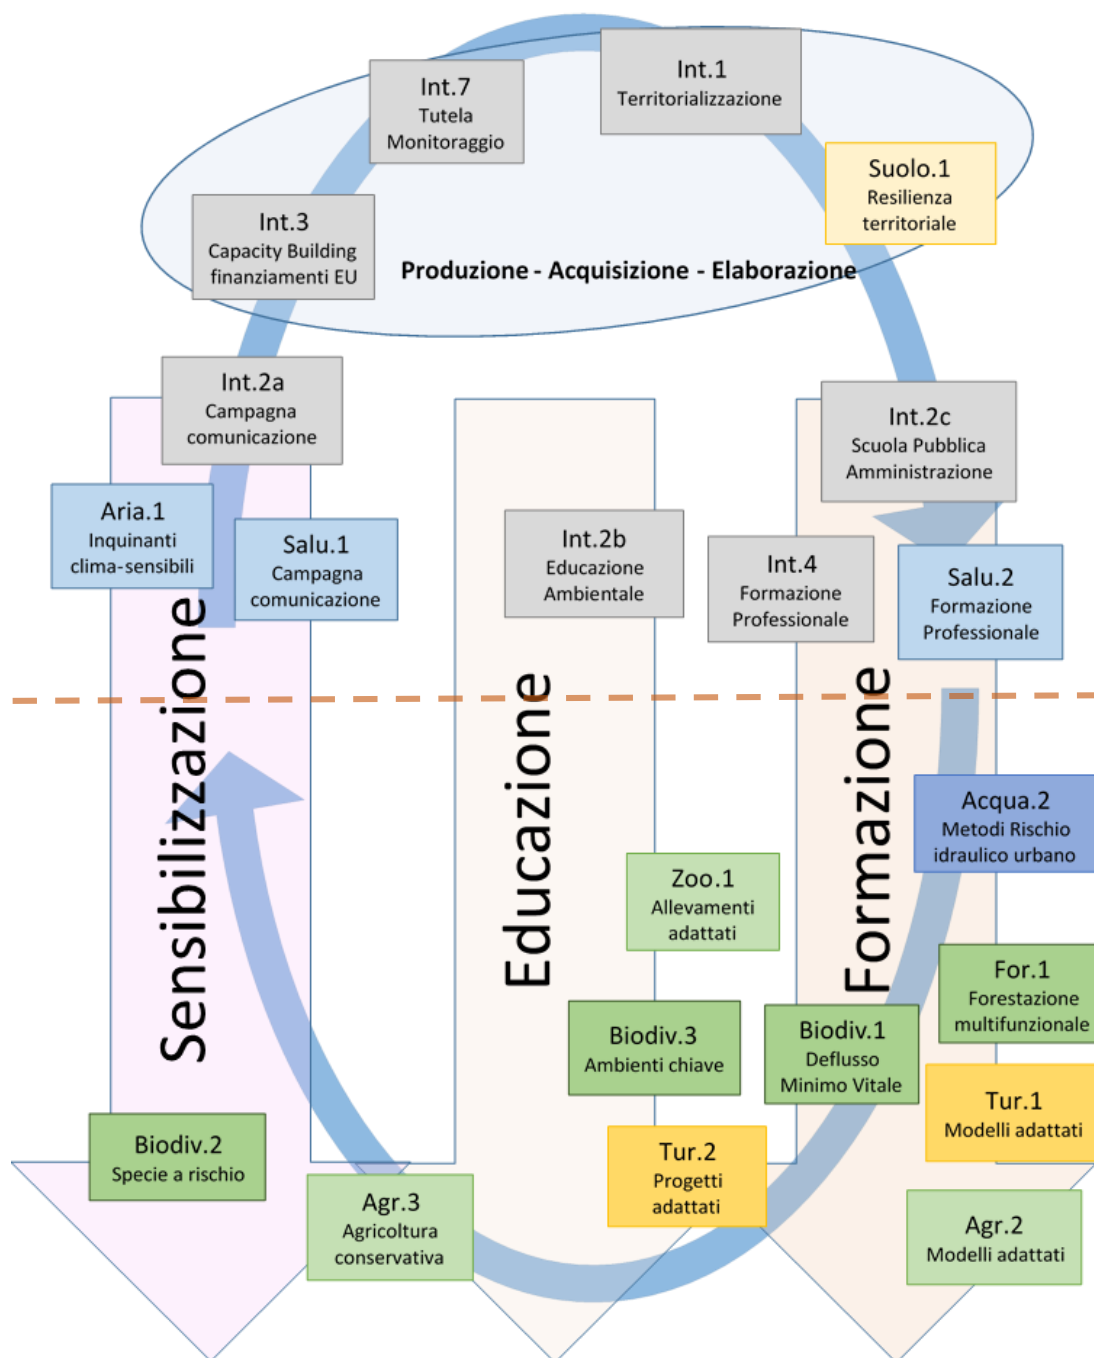 Int.1
Territorializzazione
Int.7
Tutela
Monitoraggio
Suolo.1
Resilienza
territoriale
Int.3
Capacity Building
finanziamenti EU
Produzione - Acquisizione - Elaborazione
Int.2a
Campagna
comunicazione
Int.2c
Scuola Pubblica
Amministrazione
Aria.1
Inquinanti
clima-sensibili
Salu.1
Campagna
comunicazione
Int.2b
Educazione
Ambientale
Int.4
Formazione
Professionale
Salu.2
Formazione
Professionale
Sensibilizzazione
Educazione
Formazione
Acqua.2
Metodi Rischio
idraulico urbano
Zoo.1
Allevamenti
adattati
For.1
Forestazione
multifunzionale
Biodiv.3
Ambienti chiave
Biodiv.1
Deflusso
Minimo Vitale
Tur.1
Modelli adattati
Biodiv.2
Specie a rischio
Tur.2
Progetti
adattati
Agr.3
Agricoltura
conservativa
Agr.2
Modelli adattati